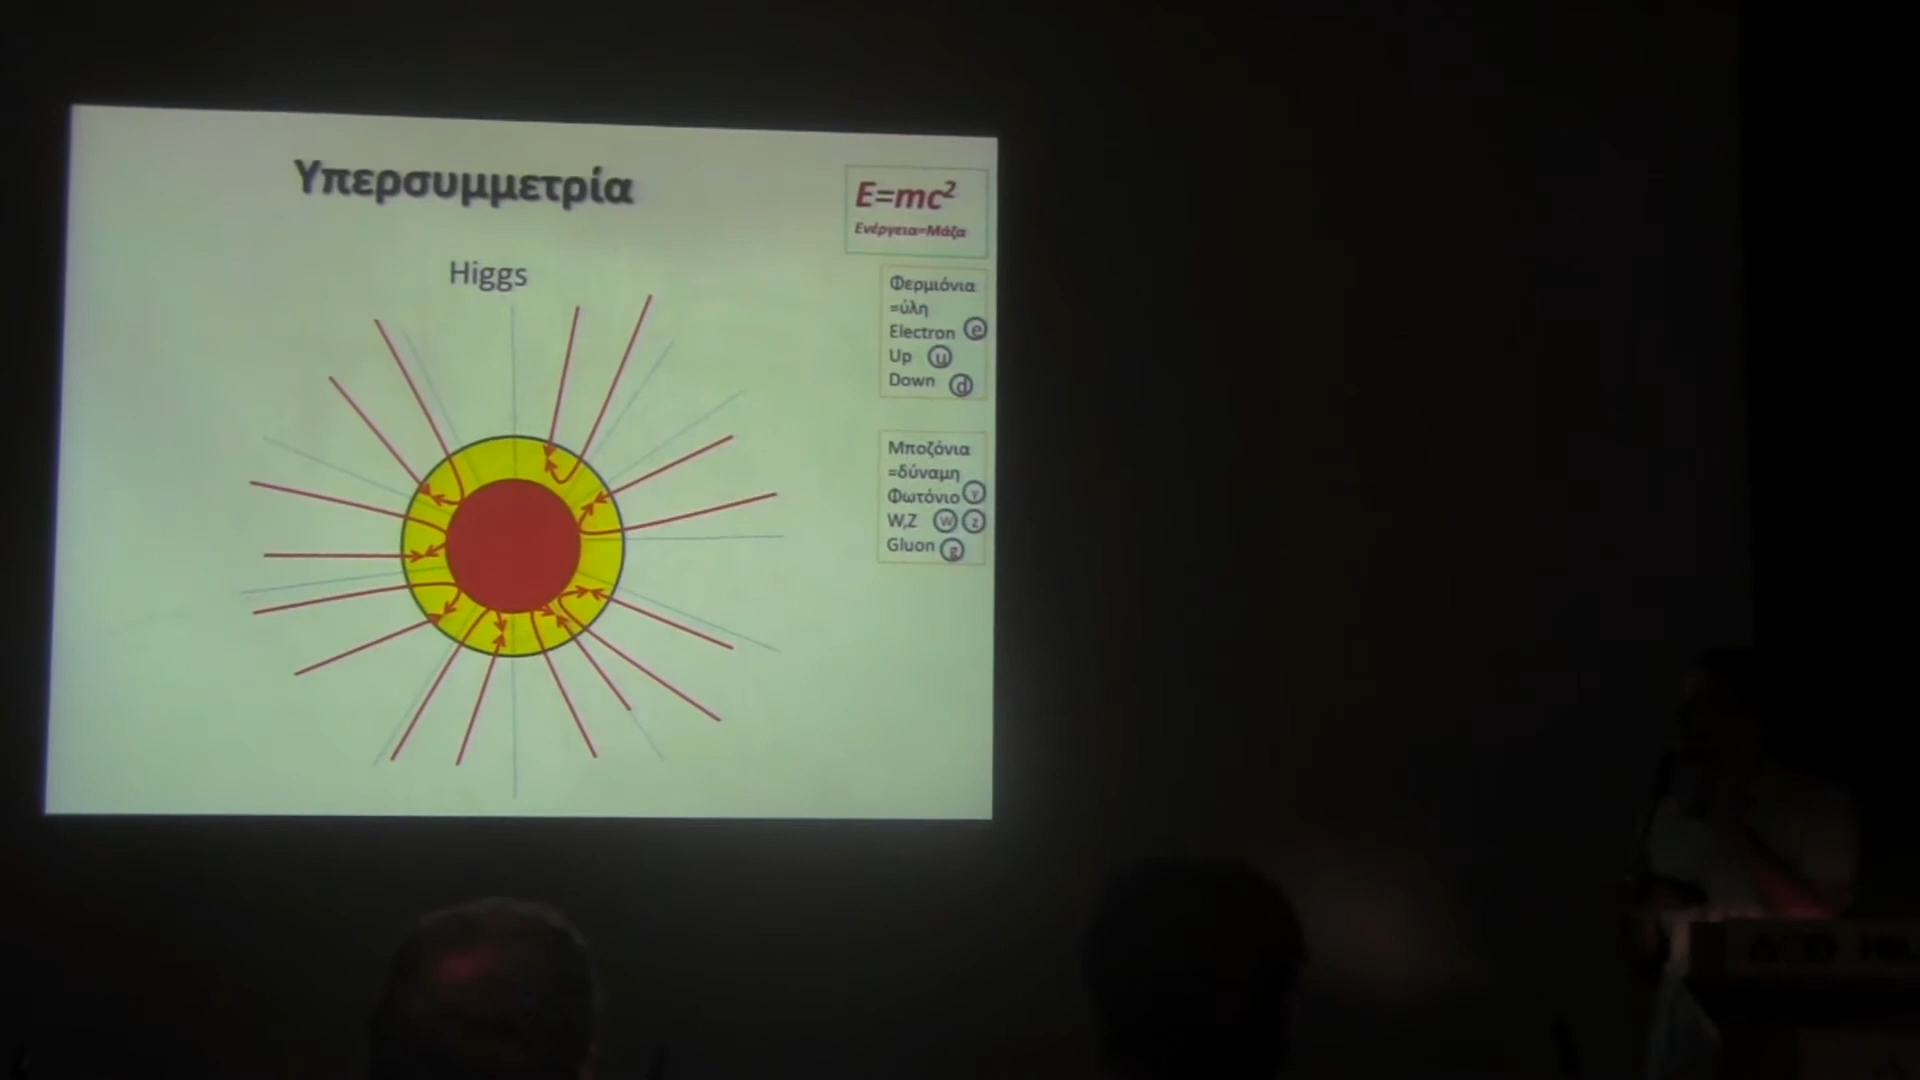 Υπερσυμμετρία
E=mc²
Ενέργεια=Μάζα
Higgs
Φερμιόνια
=ύλη
Electron e
Up u
Down d
Μποζόνια
=δύναμη
Φωτόνιο γ
W,Z W Z
Gluon g